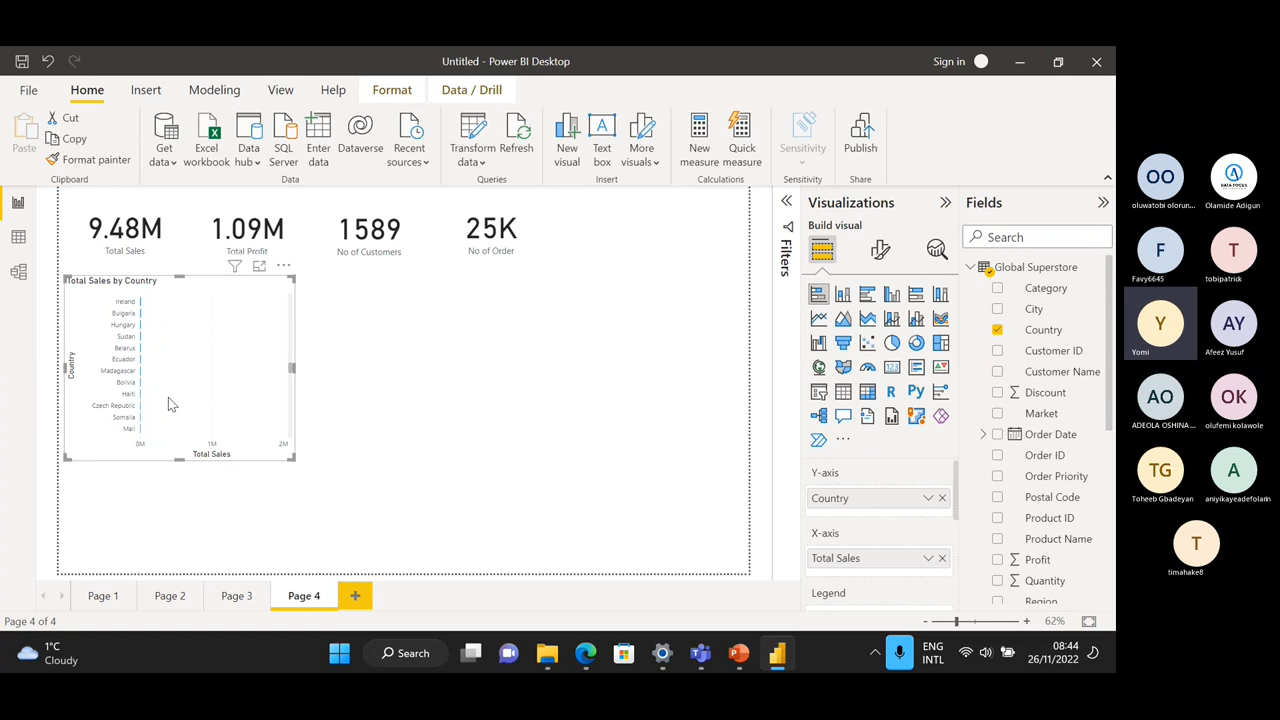 Untitled - Power BI Desktop
Sign in
File Home Insert Modeling View Help Format Data / Drill
Paste
Cut
Copy
Format painter
Get data
Excel workbook
Data hub
SQL Server
Enter data
Dataverse
Recent sources
Transform data
Refresh
New visual
Text box
More visuals
New measure
Quick measure
Sensitivity
Publish
Clipboard
Data
Queries
Insert
Calculations
Sensitivity
Share
9.48M
Total Sales
1.09M
Total Profit
1589
No of Customers
25K
No of Order
Total Sales by Country
Country
Ireland
Bulgaria
Hungary
Sudan
Belarus
Ecuador
Madagascar
Bolivia
Haiti
Czech Republic
Somalia
Mali
0M 1M 2M
Total Sales
Filters
Visualizations
Build visual
R
Py
Y-axis
Country
X-axis
Total Sales
Legend
Fields
Search
Global Superstore
Category
City
Country
Customer ID
Customer Name
Discount
Market
Order Date
Order ID
Order Priority
Postal Code
Product ID
Product Name
Profit
Quantity
Region
Page 1
Page 2
Page 3
Page 4
Page 4 of 4
62%
1°C
Cloudy
Search
ENG
INTL
08:44
26/11/2022
OO
oluwatobi olorun...
DATA FOCUS
Olamide Adigun
F
Favy6645
T
tobipatrick
Y
Yomi
AY
Afeez Yusuf
AO
ADEOLA OSHINA ...
OK
olufemi kolawole
TG
Toheeb Gbadeyan
A
aniyikayeadefolarin
T
timahake8